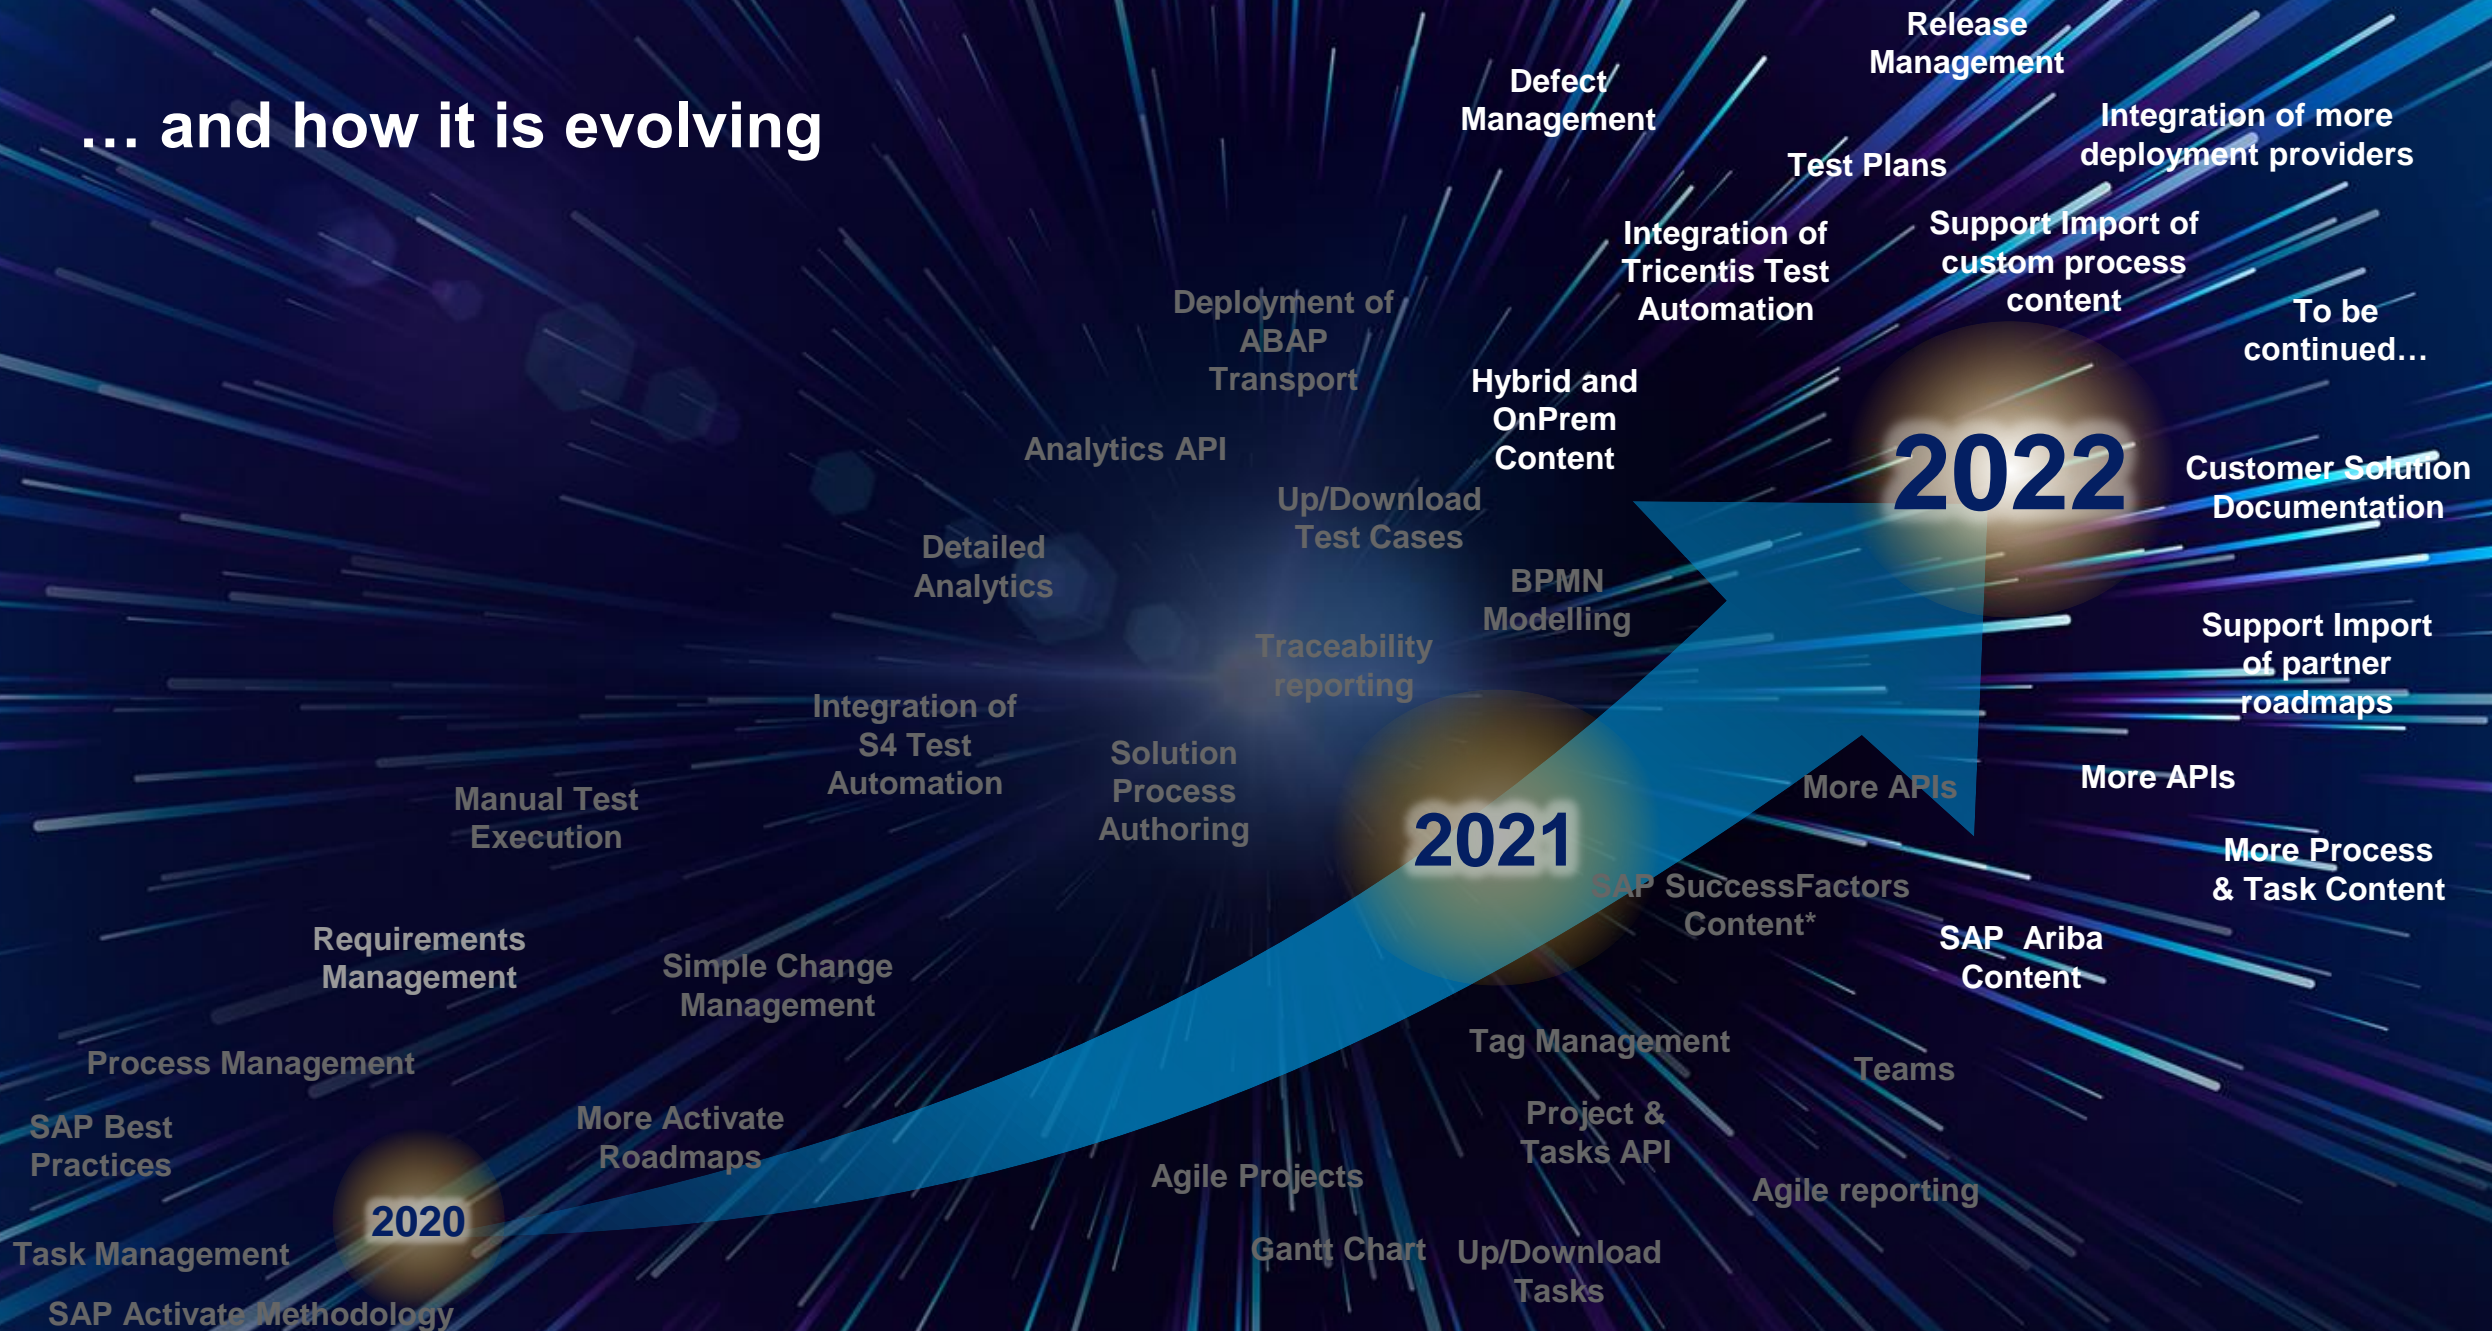 … and how it is evolving
Release
Management
Defect
Management
Integration of more
deployment providers
Test Plans
Integration of
Tricentis Test
Automation
Support Import of
custom process
content
To be
continued…
Deployment of
ABAP
Transport
Hybrid and
OnPrem
Content
Analytics API
2022
Customer Solution
Documentation
Up/Download
Test Cases
Detailed
Analytics
BPMN
Modelling
Traceability
reporting
Support Import
of partner
roadmaps
Integration of
S4 Test
Automation
Solution
Process
Authoring
Manual Test
Execution
2021
More APIs
More APIs
More Process
& Task Content
SAP SuccessFactors
Content*
SAP Ariba
Content
Requirements
Management
Simple Change
Management
Process Management
Tag Management
Teams
SAP Best
Practices
More Activate
Roadmaps
Project &
Tasks API
Agile Projects
Agile reporting
2020
Task Management
Gantt Chart
Up/Download
Tasks
SAP Activate Methodology